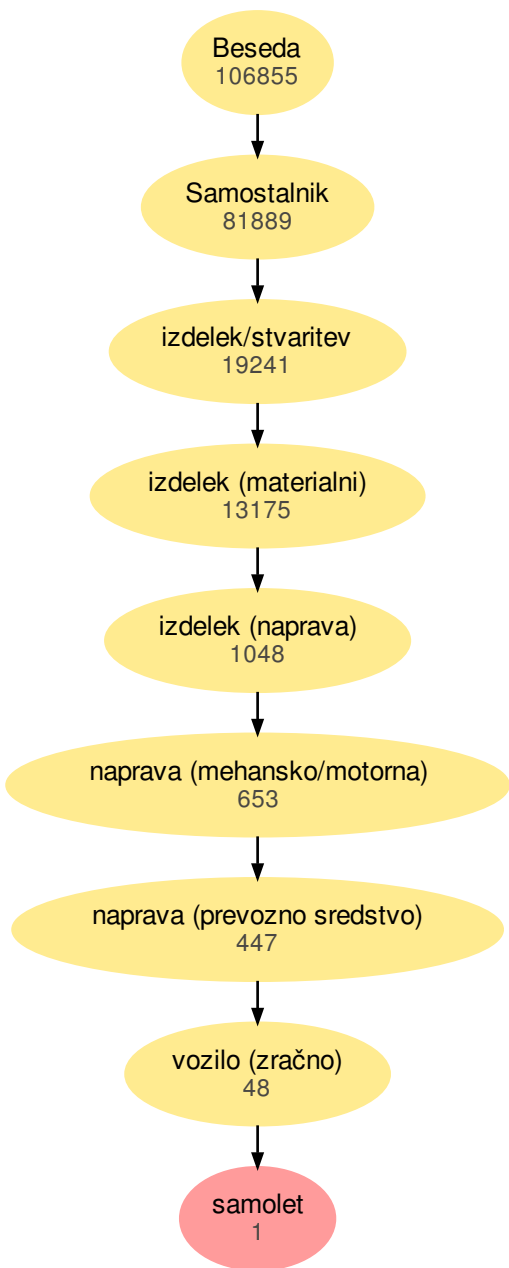 Beseda
106855
Samostalnik
81889
izdelek/stvaritev
19241
izdelek (materialni)
13175
izdelek (naprava)
1048
naprava (mehansko/motorna)
653
naprava (prevozno sredstvo)
447
vozilo (zračno)
48
samolet
1